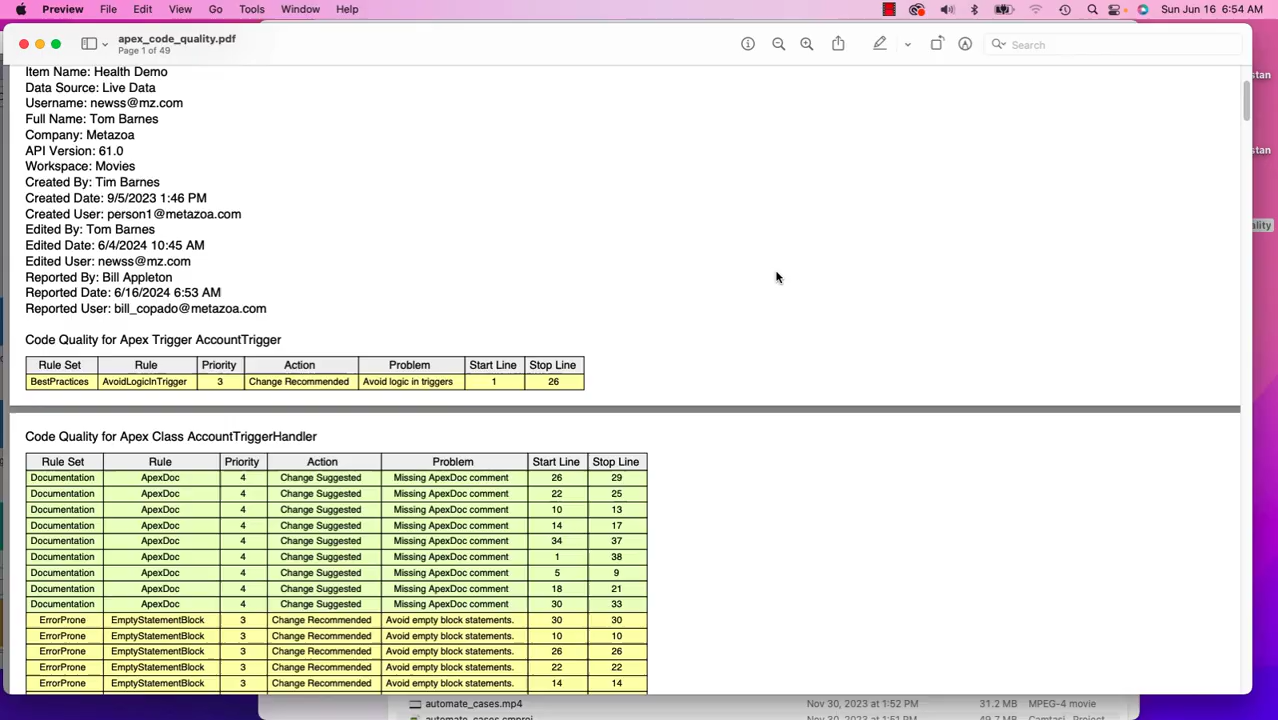 Preview File Edit View Go Tools Window Help Sun Jun 16 6:54 AM
apex_code_quality.pdf
Page 1 of 49
Search
Item Name: Health Demo
Data Source: Live Data
Username: newss@mz.com
Full Name: Tom Barnes
Company: Metazoa
API Version: 61.0
Workspace: Movies
Created By: Tim Barnes
Created Date: 9/5/2023 1:46 PM
Created User: person1@metazoa.com
Edited By: Tom Barnes
Edited Date: 6/4/2024 10:45 AM
Edited User: newss@mz.com
Reported By: Bill Appleton
Reported Date: 6/16/2024 6:53 AM
Reported User: bill_copado@metazoa.com
Code Quality for Apex Trigger AccountTrigger
Rule Set Rule Priority Action Problem Start Line Stop Line
BestPractices AvoidLogicInTrigger 3 Change Recommended Avoid logic in triggers 1 26
Code Quality for Apex Class AccountTriggerHandler
Rule Set Rule Priority Action Problem Start Line Stop Line
Documentation ApexDoc 4 Change Suggested Missing ApexDoc comment 26 29
Documentation ApexDoc 4 Change Suggested Missing ApexDoc comment 22 25
Documentation ApexDoc 4 Change Suggested Missing ApexDoc comment 10 13
Documentation ApexDoc 4 Change Suggested Missing ApexDoc comment 14 17
Documentation ApexDoc 4 Change Suggested Missing ApexDoc comment 34 37
Documentation ApexDoc 4 Change Suggested Missing ApexDoc comment 1 38
Documentation ApexDoc 4 Change Suggested Missing ApexDoc comment 5 9
Documentation ApexDoc 4 Change Suggested Missing ApexDoc comment 18 21
Documentation ApexDoc 4 Change Suggested Missing ApexDoc comment 30 33
ErrorProne EmptyStatementBlock 3 Change Recommended Avoid empty block statements. 30 30
ErrorProne EmptyStatementBlock 3 Change Recommended Avoid empty block statements. 10 10
ErrorProne EmptyStatementBlock 3 Change Recommended Avoid empty block statements. 26 26
ErrorProne EmptyStatementBlock 3 Change Recommended Avoid empty block statements. 22 22
ErrorProne EmptyStatementBlock 3 Change Recommended Avoid empty block statements. 14 14
automate_cases.mp4 Nov 30, 2023 at 1:52 PM 31.2 MB MPEG-4 movie